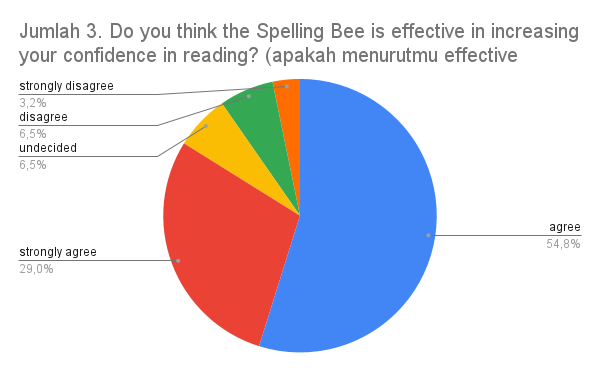 Jumlah 3. Do you think the Spelling Bee is effective in increasing
your confidence in reading? (apakah menurutmu effective
strongly disagree
3,2%
disagree
6,5%
undecided
6,5%
strongly agree
29,0%
agree
54,8%